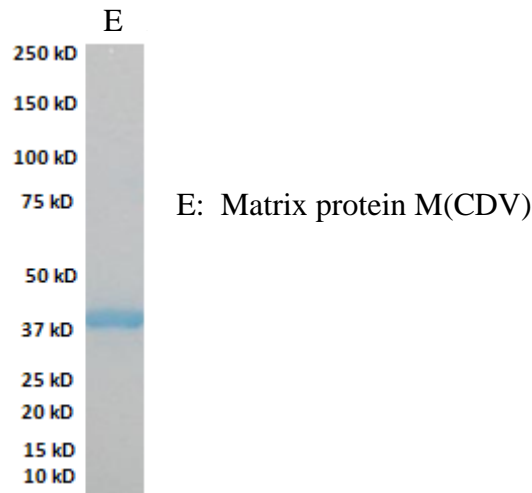 E
250 kD
150 kD
100 kD
75 kD
E: Matrix protein M(CDV)
50 kD
37 kD
25 kD
20 kD
15 kD
10 kD